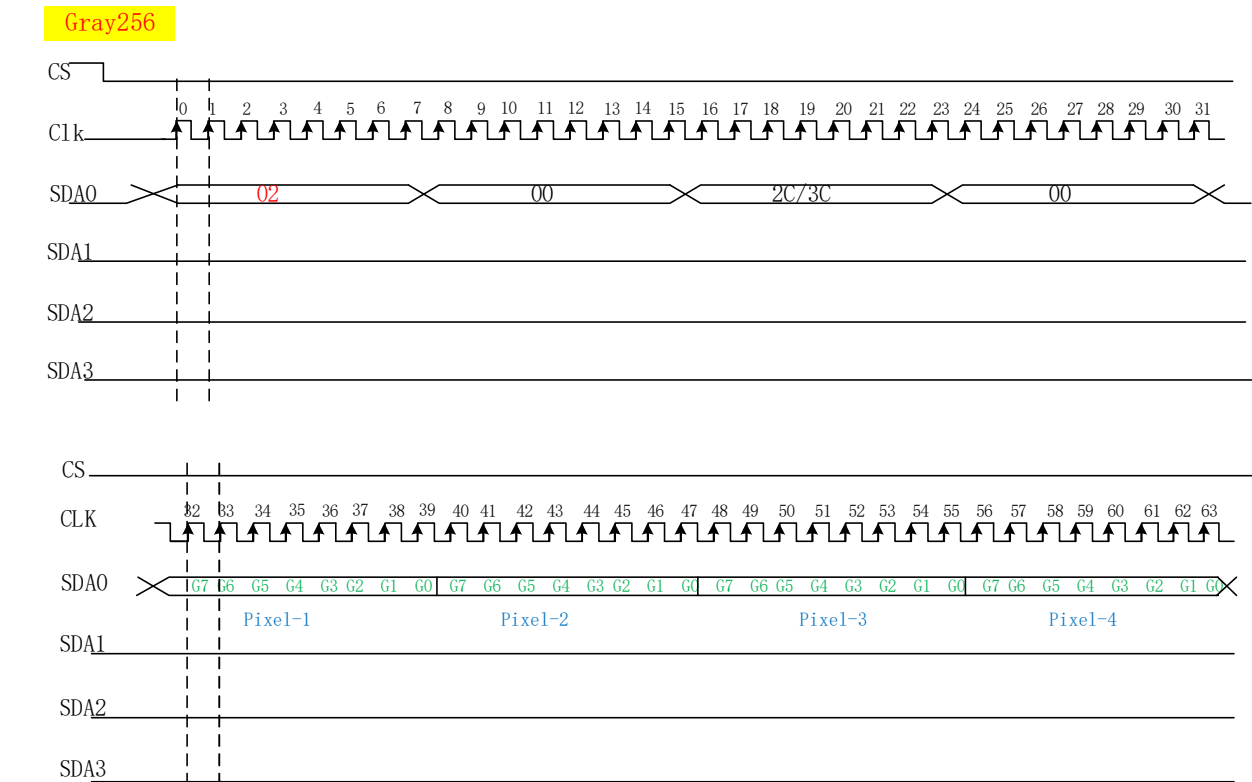 Gray256
CS
0 1 2 3 4 5 6 7 8 9 10 11 12 13 14 15 16 17 18 19 20 21 22 23 24 25 26 27 28 29 30 31
Clk
SDA0 02 00 2C/3C 00
SDA1
SDA2
SDA3
CS
32 33 34 35 36 37 38 39 40 41 42 43 44 45 46 47 48 49 50 51 52 53 54 55 56 57 58 59 60 61 62 63
CLK
SDA0 G7 G6 G5 G4 G3 G2 G1 G0 G7 G6 G5 G4 G3 G2 G1 G0 G7 G6 G5 G4 G3 G2 G1 G0 G7 G6 G5 G4 G3 G2 G1 G0
Pixel-1 Pixel-2 Pixel-3 Pixel-4
SDA1
SDA2
SDA3